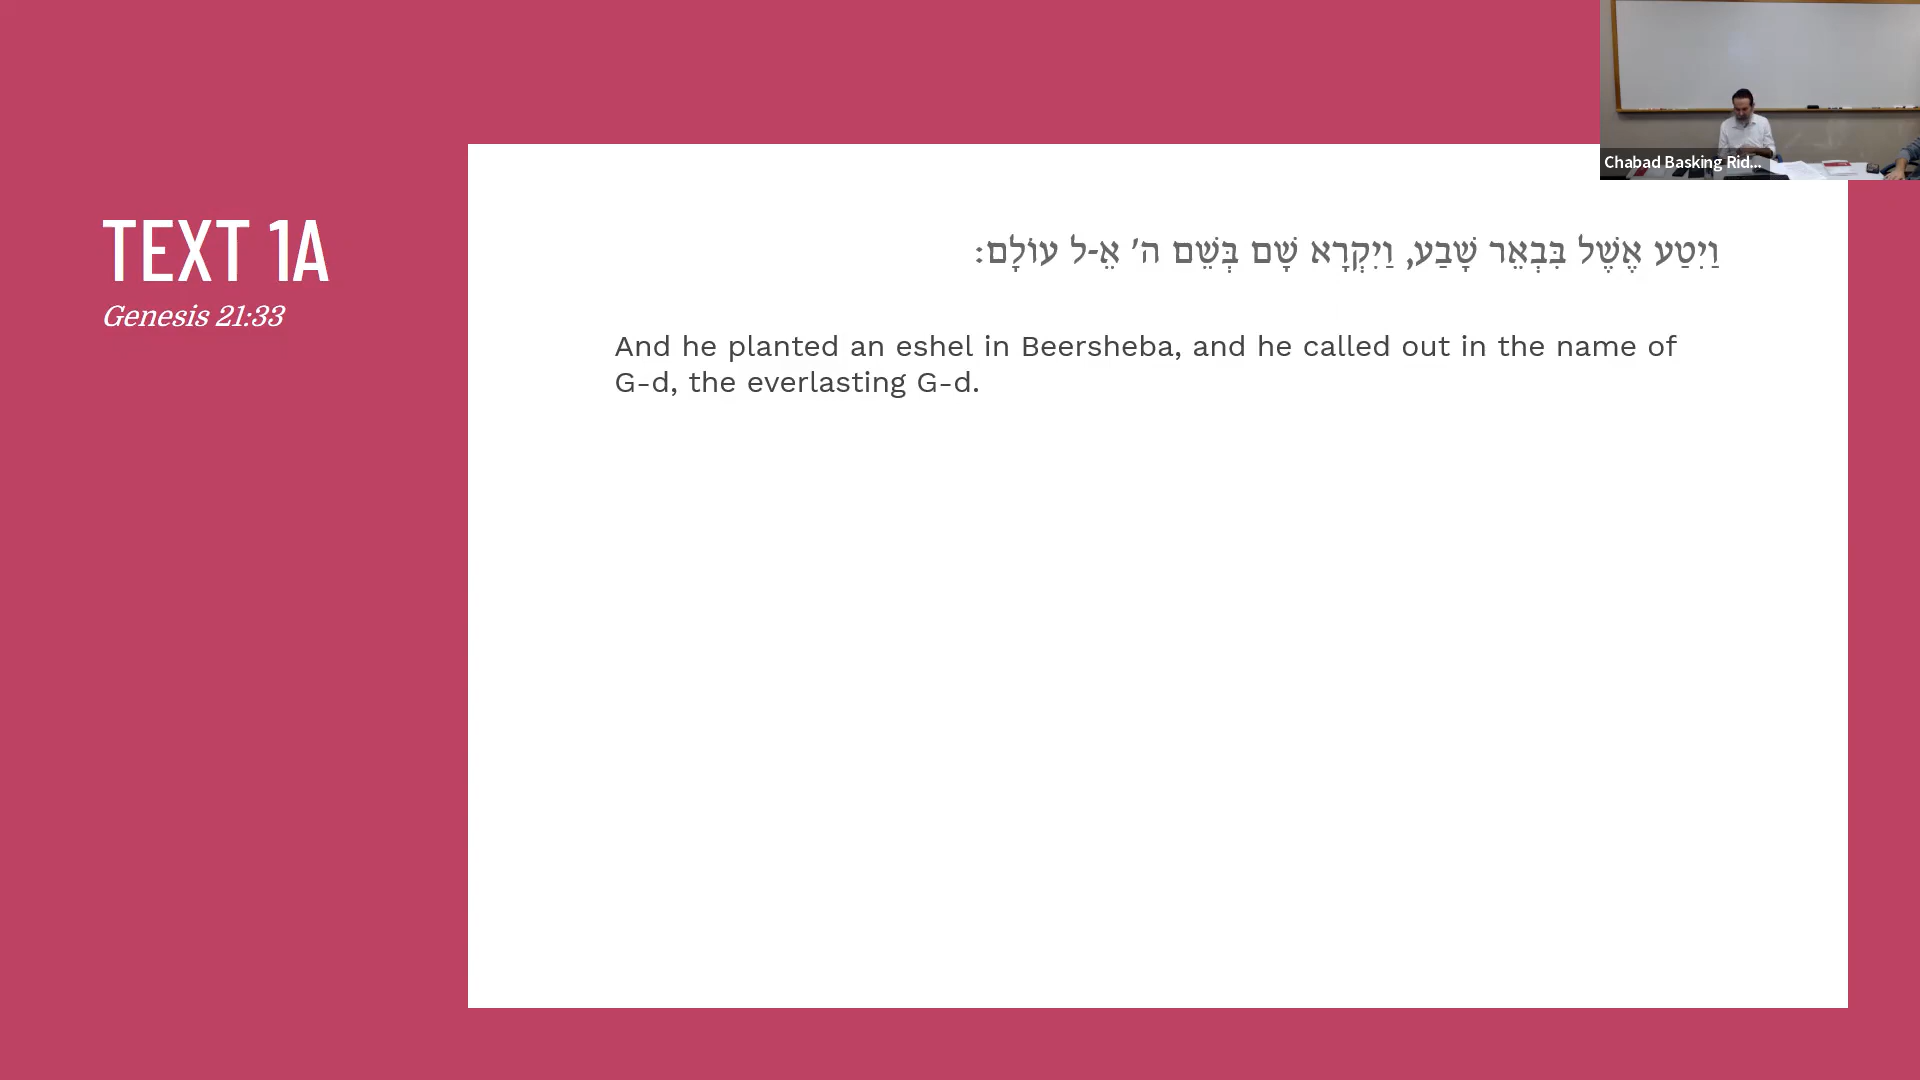 TEXT 1A
Genesis 21:33
וַיִטַע אֶשֶׁל בִּבְאֵר שָׁבַע, וַיִקְרָא שָׁם בְּשֵׁם ה' אֵ-ל עוֹלָם:
And he planted an eshel in Beersheba, and he called out in the name of
G-d, the everlasting G-d.
Chabad Basking Rid...